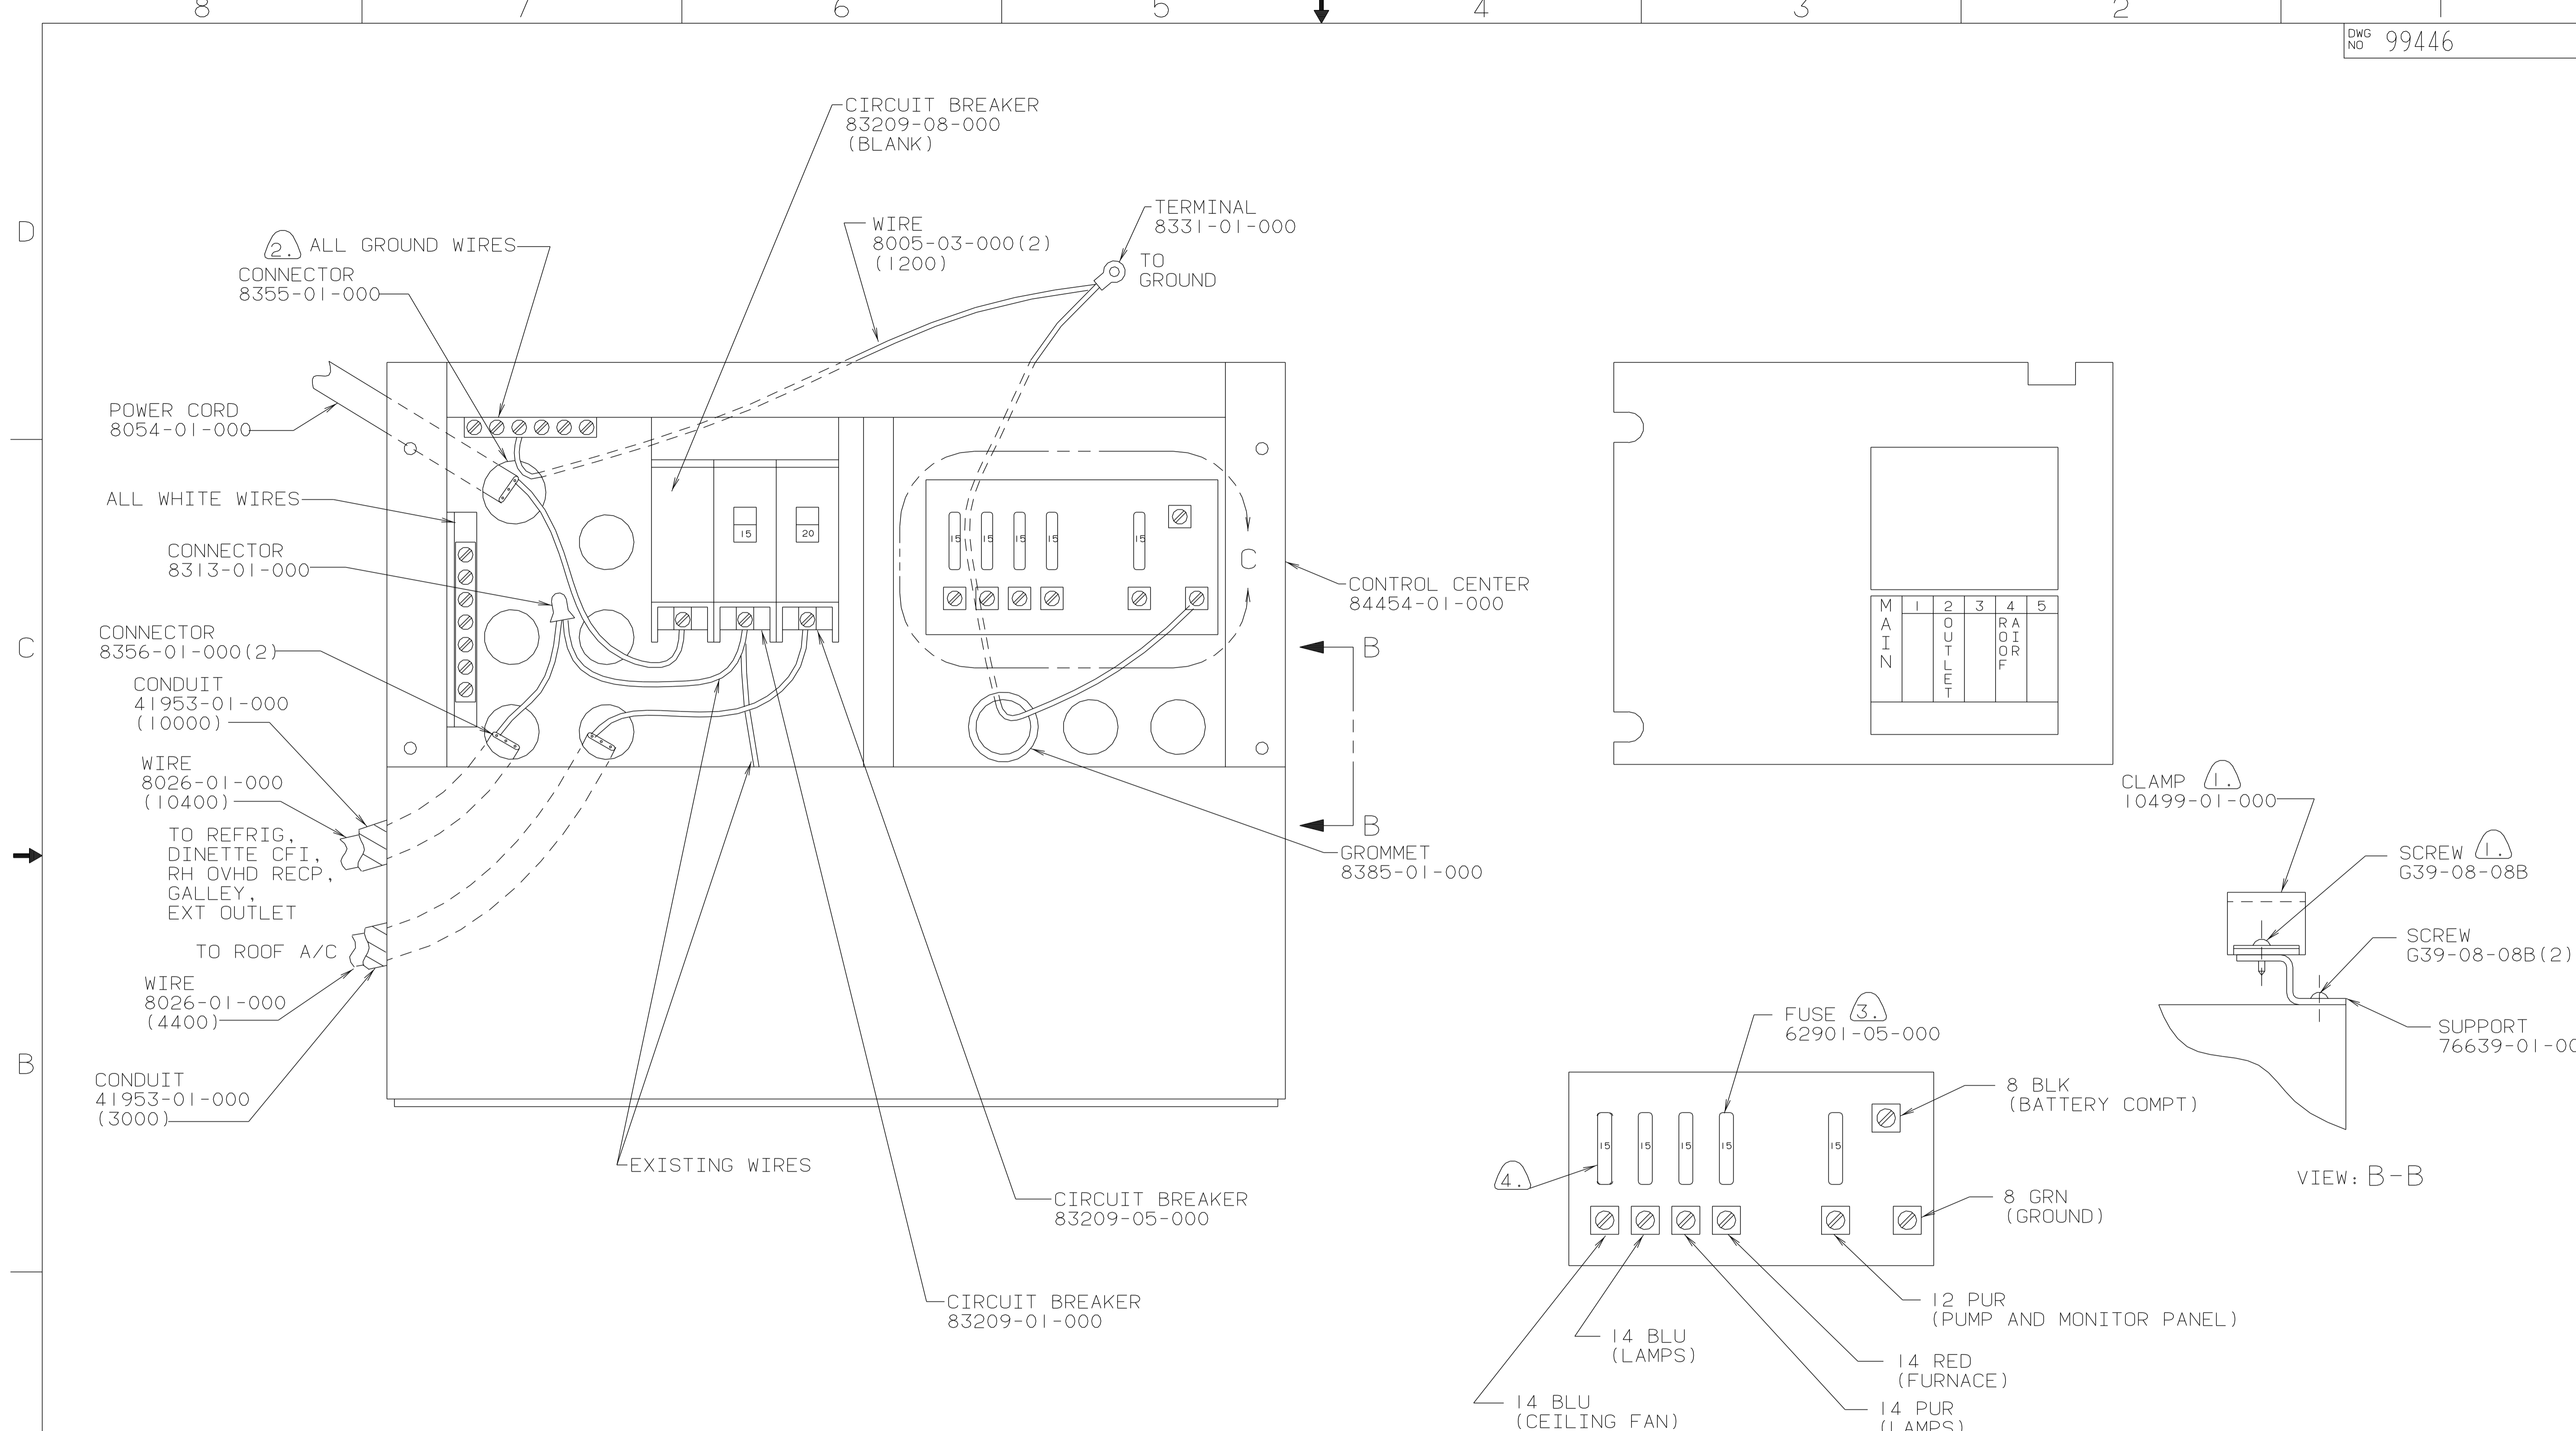 8 7 6 5 4 3 2
DWG NO 99446
D
C
B
CIRCUIT BREAKER
83209-08-000
(BLANK)
WIRE
8005-03-000(2)
(1200)
TERMINAL
8331-01-000
TO
GROUND
2. ALL GROUND WIRES
CONNECTOR
8355-01-000
POWER CORD
8054-01-000
ALL WHITE WIRES
CONNECTOR
8313-01-000
CONNECTOR
8356-01-000(2)
CONDUIT
41953-01-000
(10000)
WIRE
8026-01-000
(10400)
TO REFRIG,
DINETTE CFI,
RH OVHD RECP,
GALLEY,
EXT OUTLET
TO ROOF A/C
WIRE
8026-01-000
(4400)
CONDUIT
41953-01-000
(3000)
15 20
15 15 15 15 15
C
CONTROL CENTER
84454-01-000
B
B
GROMMET
8385-01-000
EXISTING WIRES
CIRCUIT BREAKER
83209-05-000
CIRCUIT BREAKER
83209-01-000
MAIN 1 2 3 4 5
OUTLET
ROOF AIR
CLAMP 1.
10499-01-000
SCREW 1.
G39-08-08B
SCREW
G39-08-08B(2)
SUPPORT
76639-01-00
VIEW: B-B
FUSE 3.
62901-05-000
8 BLK
(BATTERY COMPT)
15 15 15 15 15
4.
8 GRN
(GROUND)
12 PUR
(PUMP AND MONITOR PANEL)
14 BLU
(LAMPS)
14 RED
(FURNACE)
14 BLU
(CEILING FAN)
14 PUR
(LAMPS)